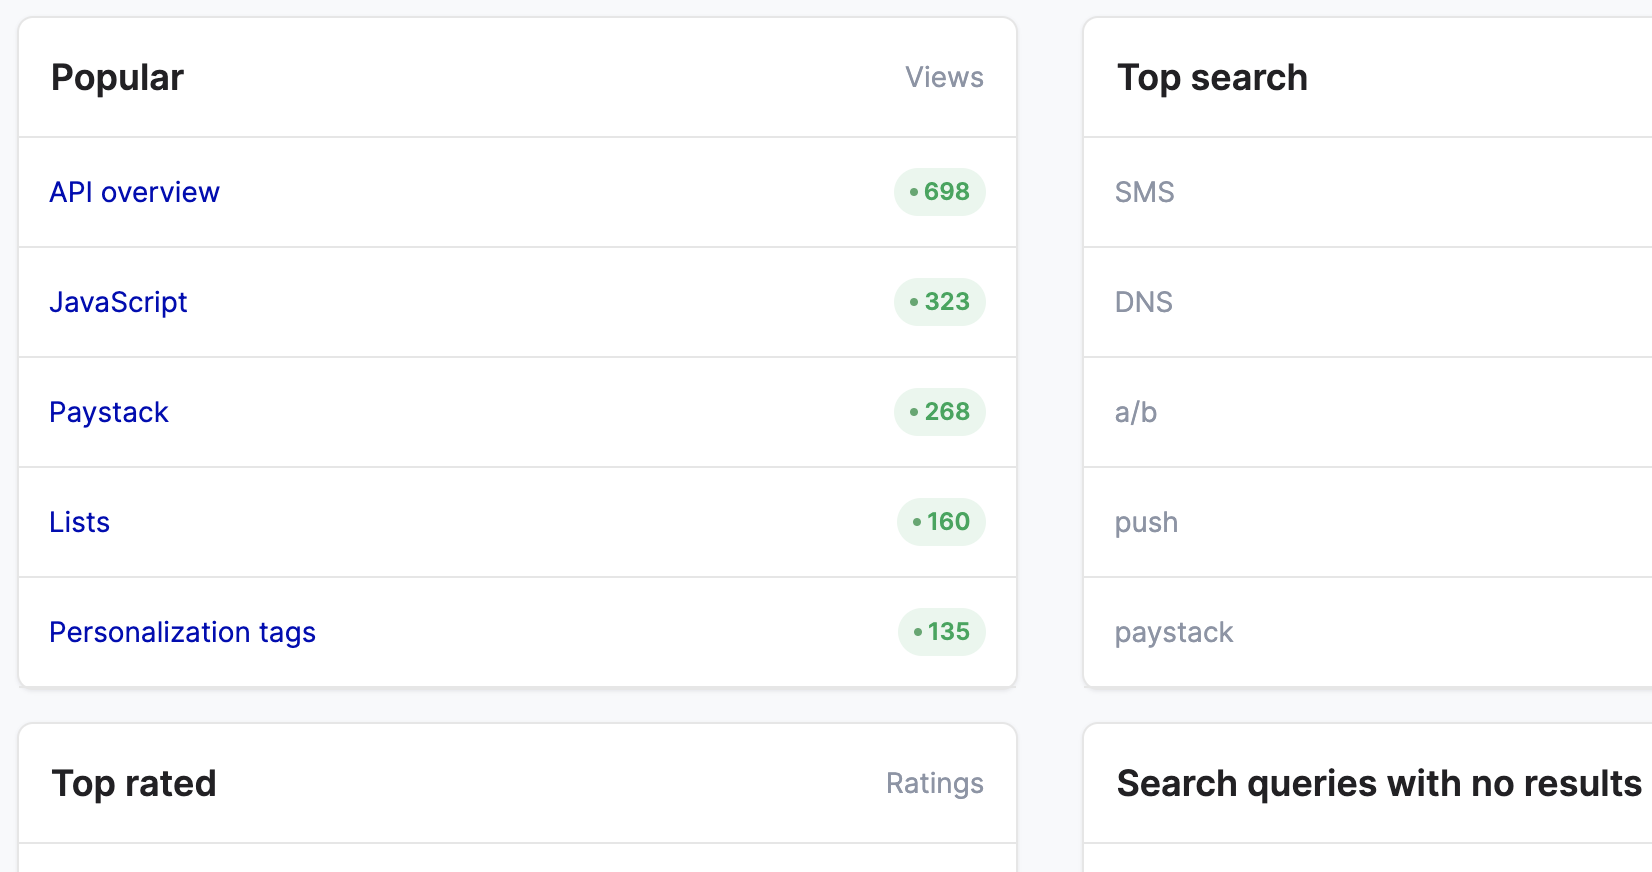 Popular
Views
API overview
698
JavaScript
323
Paystack
268
Lists
160
Personalization tags
135
Top search
SMS
DNS
a/b
push
paystack
Top rated
Ratings
Search queries with no results